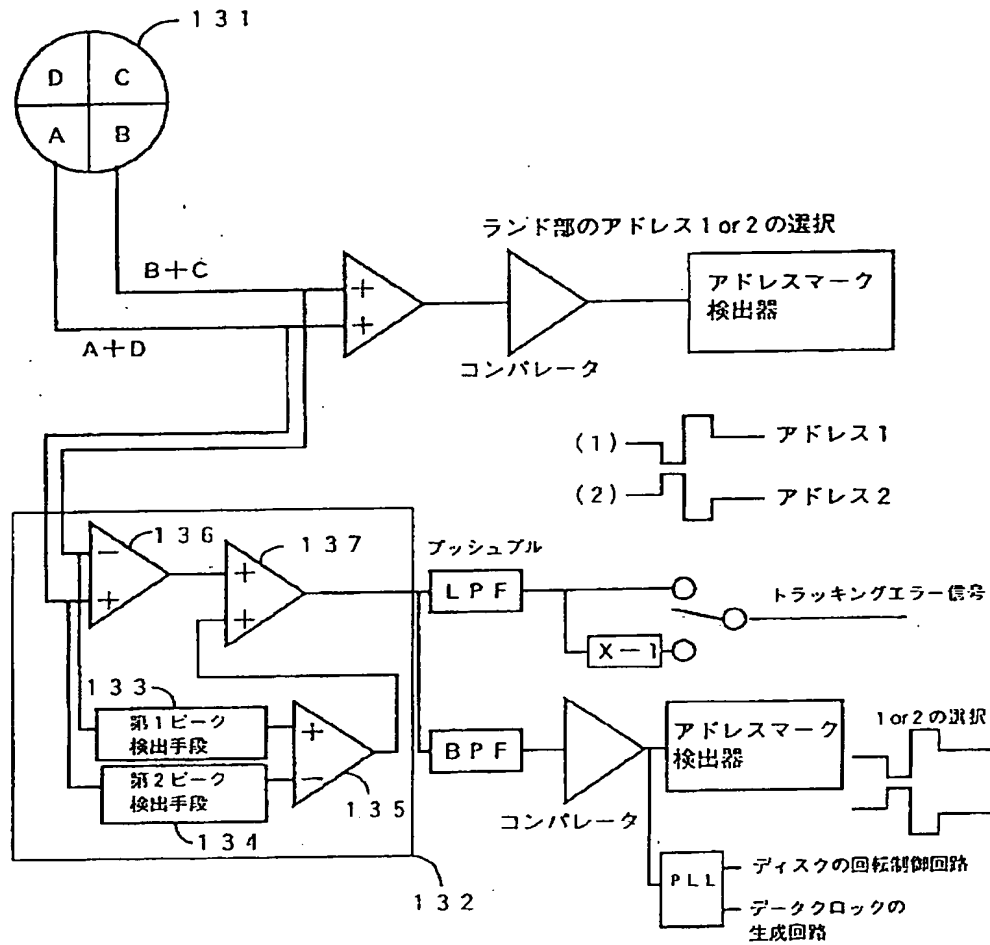 131
D C
A B
B+C
A+D
ランド部のアドレス1or2の選択
+
+
コンパレータ
アドレスマーク
検出器
(1) アドレス1
(2) アドレス2
136
137
-
+
+
+
プッシュプル
LPF
トラッキングエラー信号
X-1
133
第1ピーク
検出手段
第2ピーク
検出手段
134
+
-
135
132
BPF
コンパレータ
アドレスマーク
検出器
1or2の選択
PLL
ディスクの回転制御回路
データクロックの
生成回路